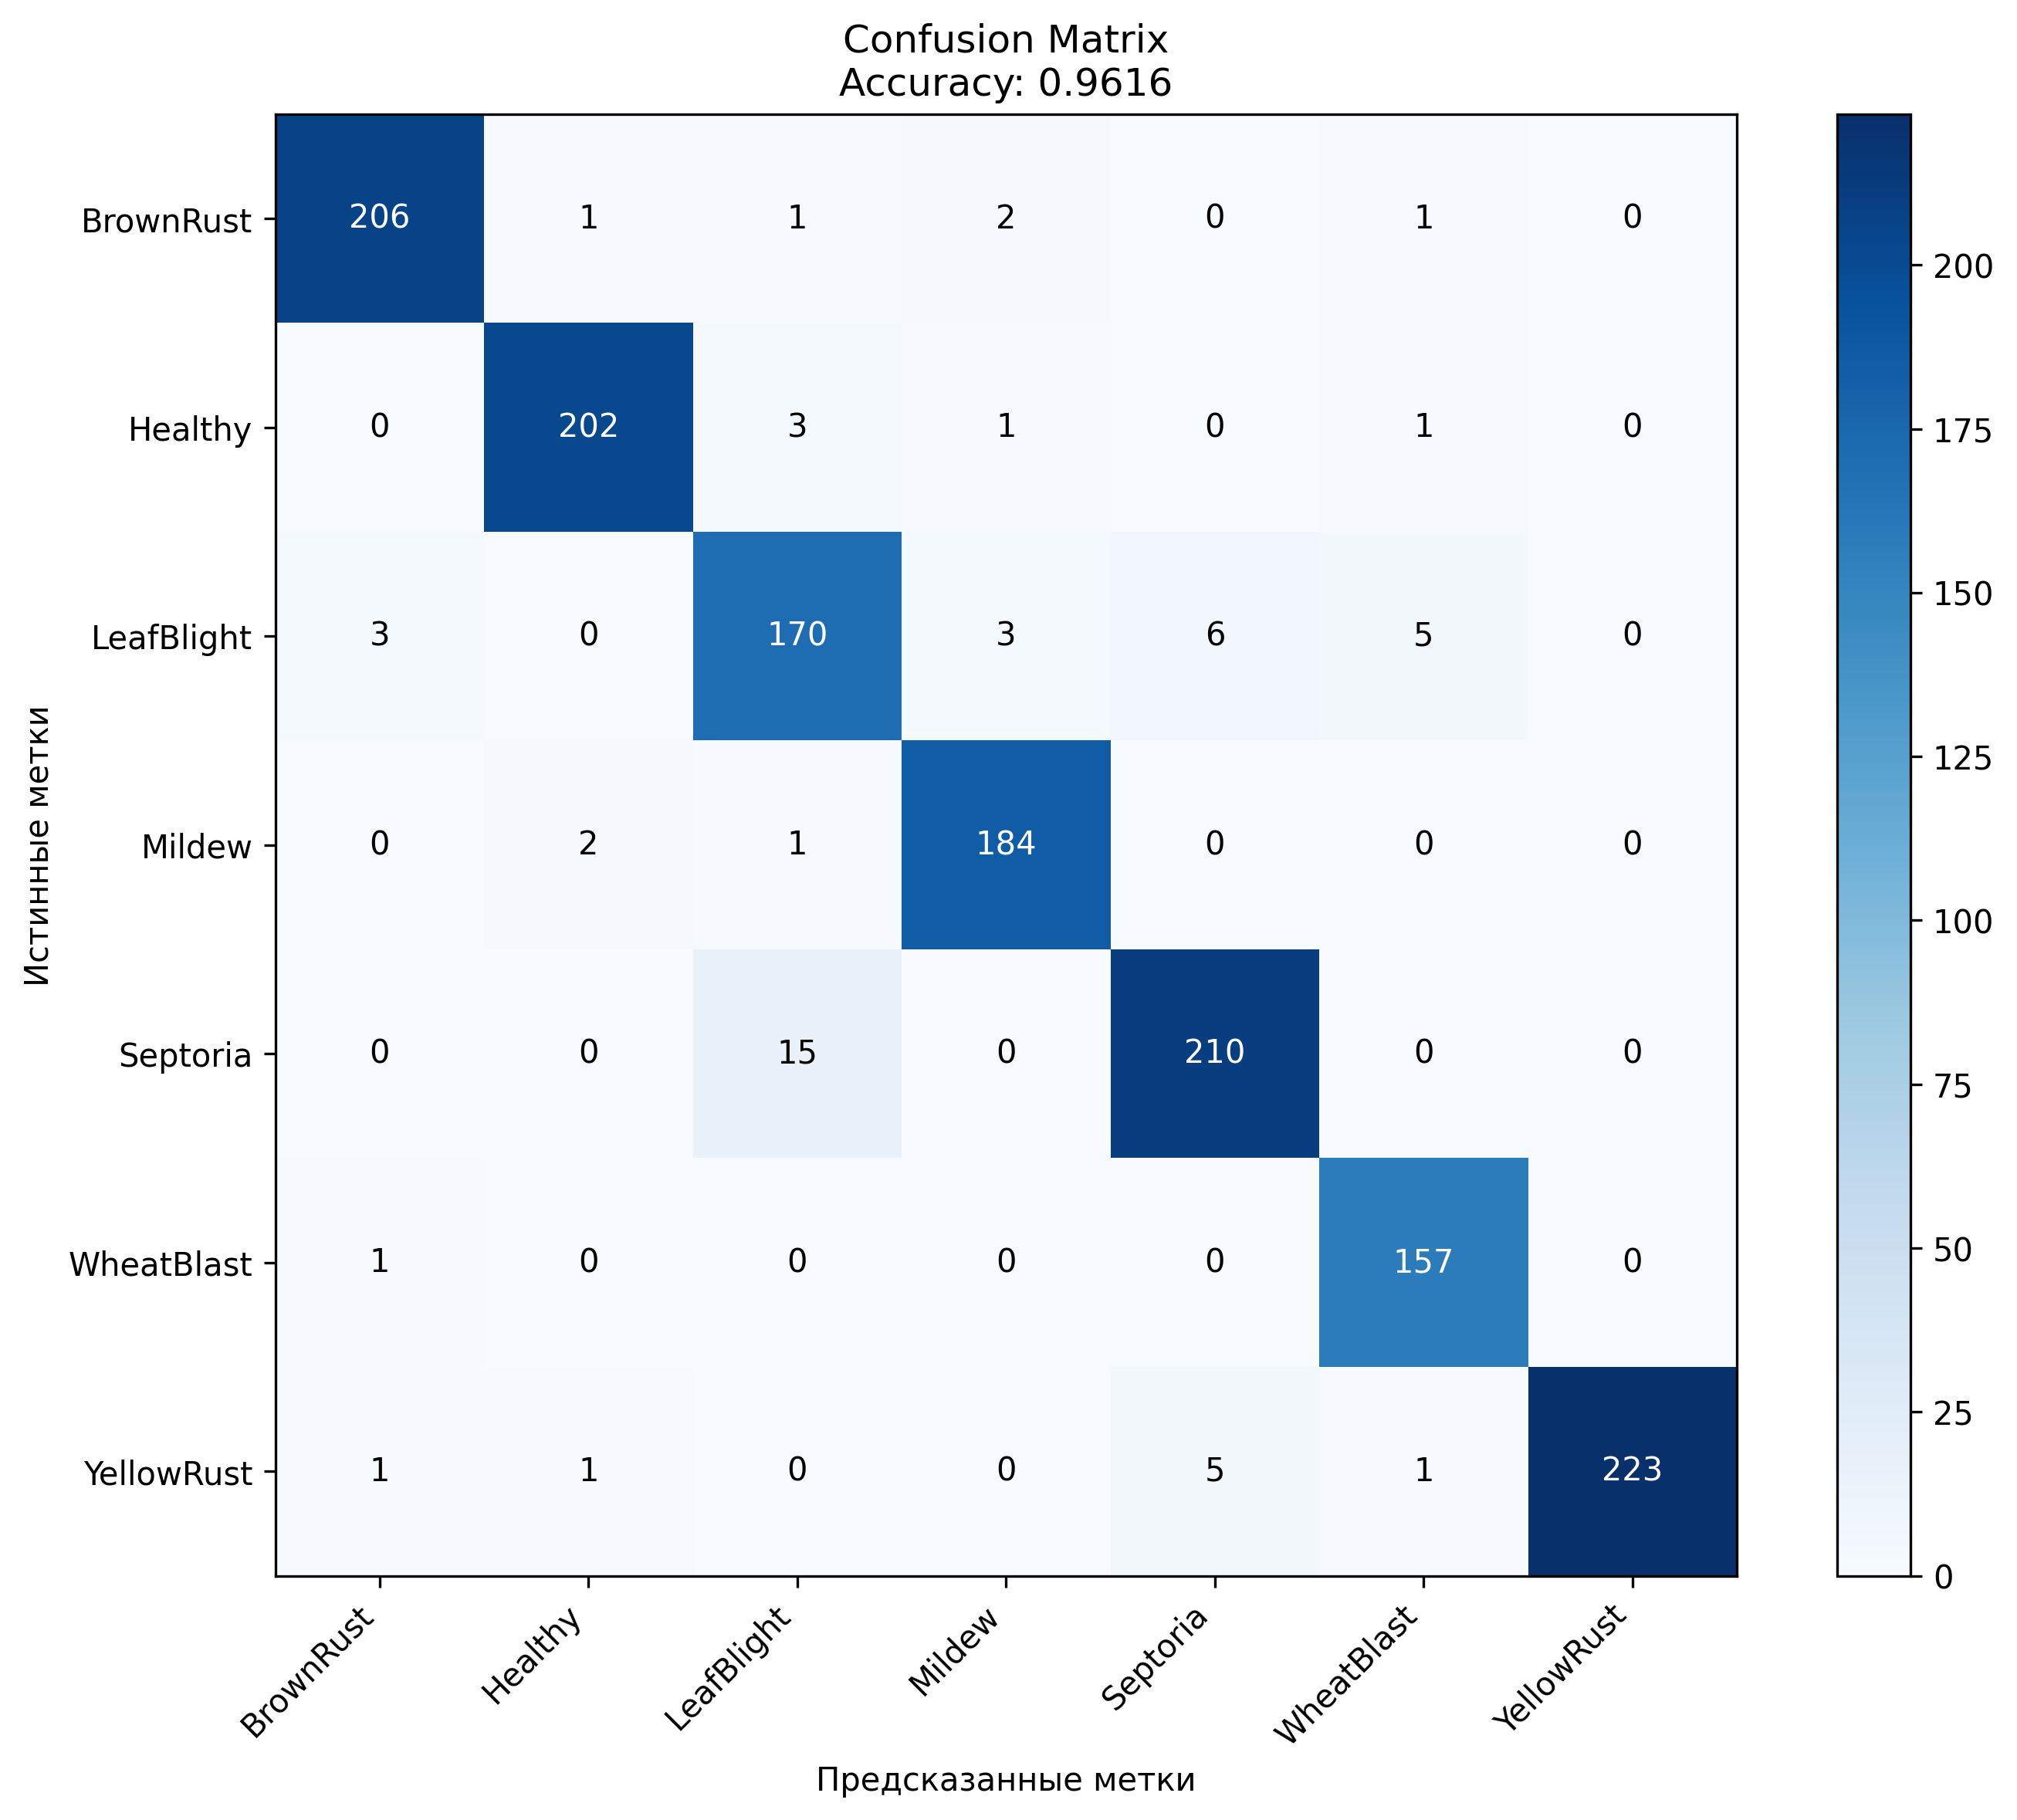 Confusion Matrix
Accuracy: 0.9616
Истинные метки
BrownRust 206 1 1 2 0 1 0
Healthy 0 202 3 1 0 1 0
LeafBlight 3 0 170 3 6 5 0
Mildew 0 2 1 184 0 0 0
Septoria 0 0 15 0 210 0 0
WheatBlast 1 0 0 0 0 157 0
YellowRust 1 1 0 0 5 1 223
BrownRust Healthy LeafBlight Mildew Septoria WheatBlast YellowRust
Предсказанные метки
200
175
150
125
100
75
50
25
0